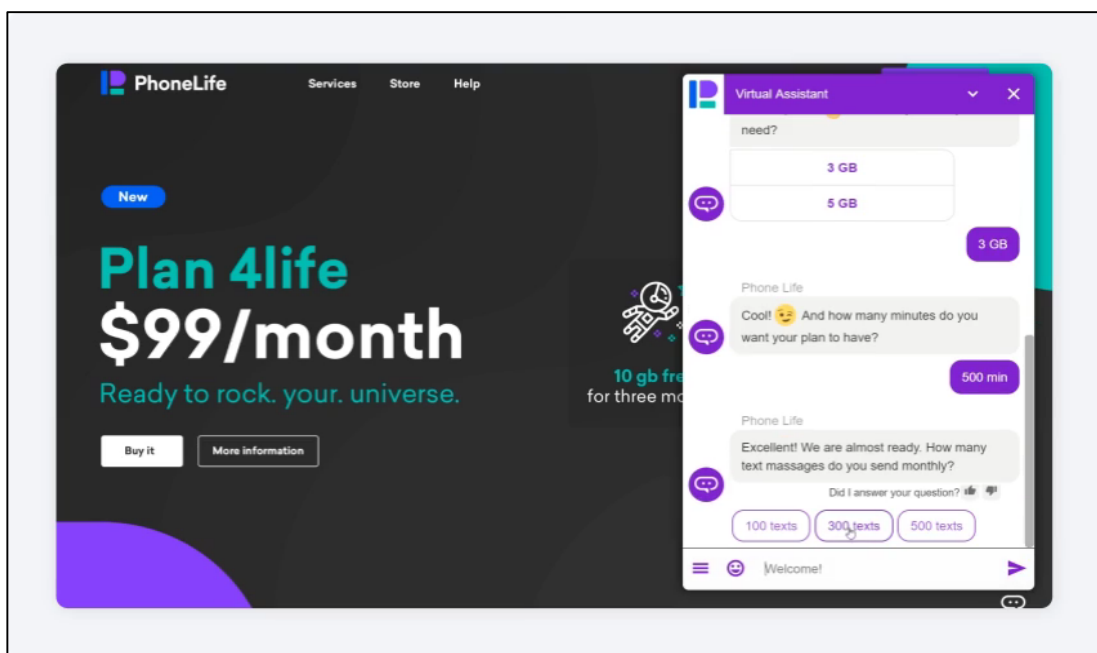 PhoneLife
Services
Store
Help
New
Plan 4life
$99/month
Ready to rock. your. universe.
Buy it
More information
10 gb
for three
Virtual Assistant
need?
3 GB
5 GB
3 GB
Phone Life
Cool! 😉 And how many minutes do you
want your plan to have?
500 min
Phone Life
Excellent! We are almost ready. How many
text massages do you send monthly?
Did I answer your question?
100 texts
300 texts
500 texts
Welcome!